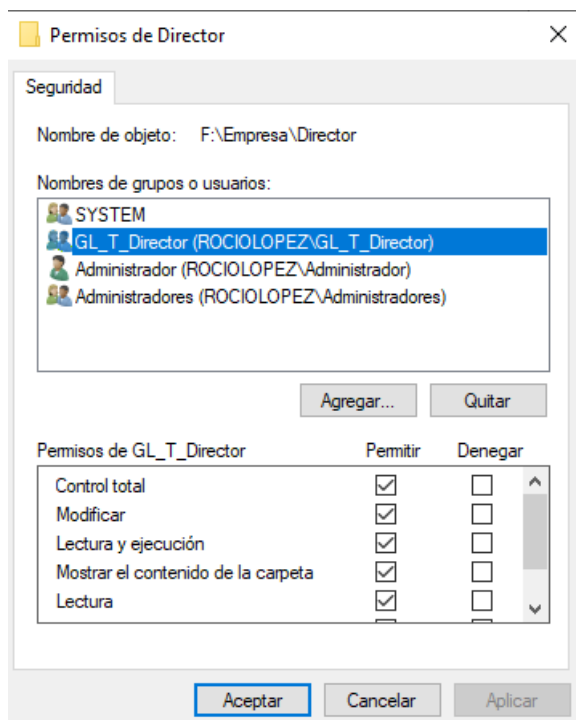 Permisos de Director
Seguridad
Nombre de objeto: F:\Empresa\Director
Nombres de grupos o usuarios:
SYSTEM
GL_T_Director (ROCIOLOPEZ\GL_T_Director)
Administrador (ROCIOLOPEZ\Administrador)
Administradores (ROCIOLOPEZ\Administradores)
Agregar... Quitar
Permisos de GL_T_Director Permitir Denegar
Control total
Modificar
Lectura y ejecución
Mostrar el contenido de la carpeta
Lectura
Aceptar Cancelar Aplicar